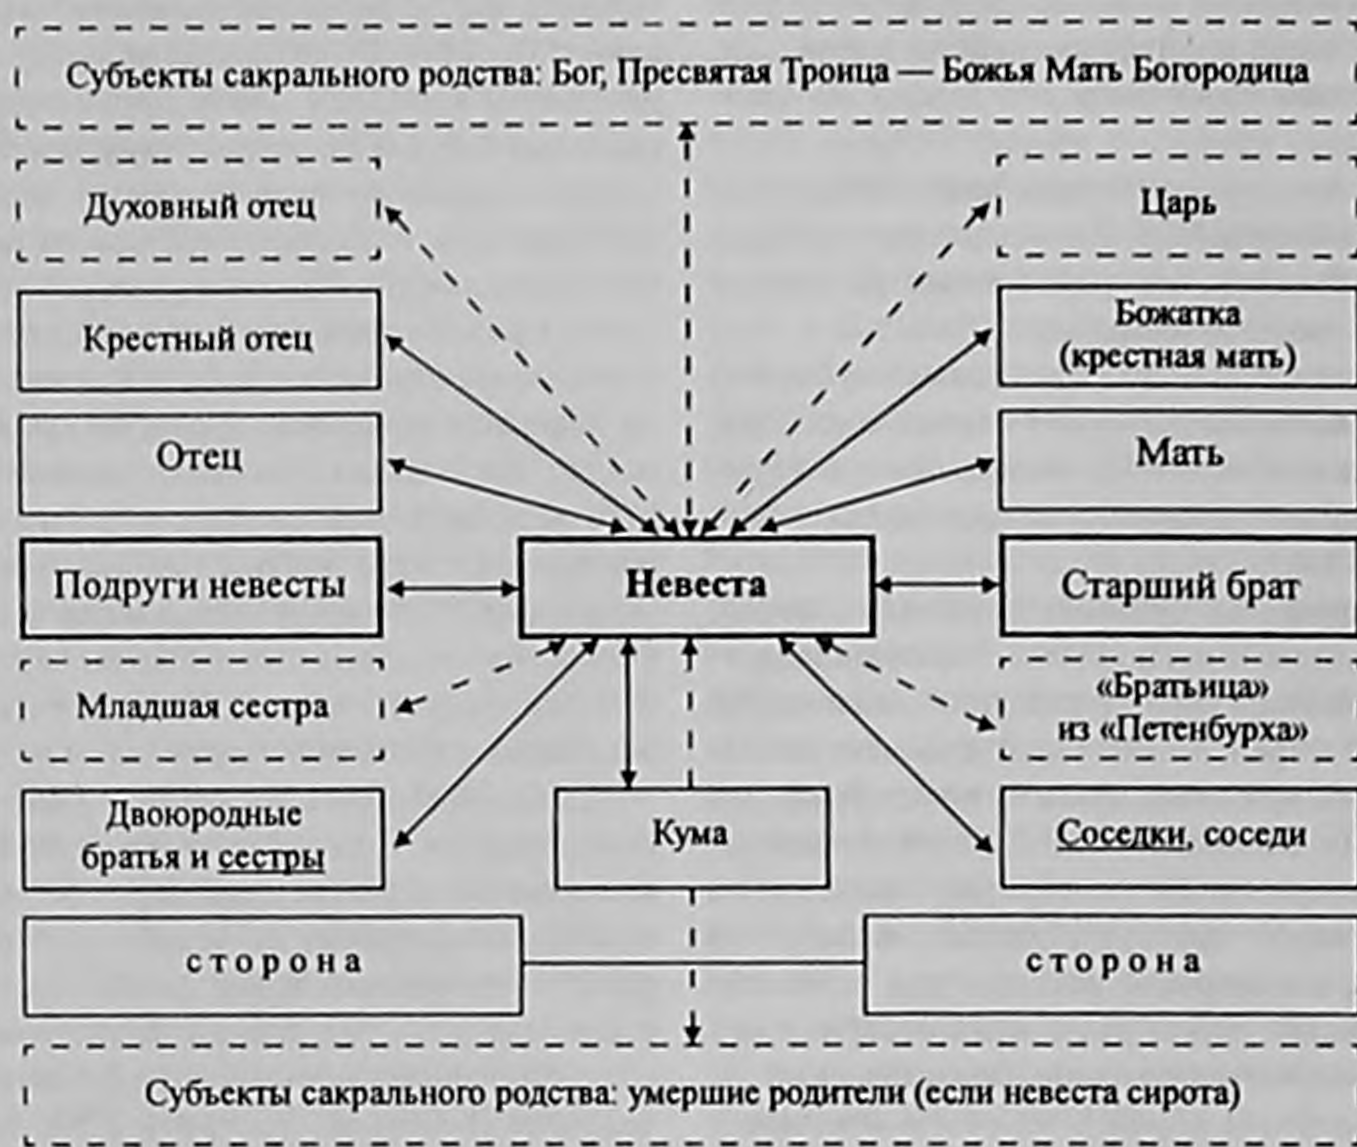 Субъекты сакрального родства: Бог, Пресвятая Троица — Божья Мать Богородица
Духовный отец
Царь
Крестный отец
Божатка
(крестная мать)
Отец
Мать
Подруги невесты
Невеста
Старший брат
Младшая сестра
«Братьица»
из «Петенбурха»
Двоюродные
братья и сестры
Кума
Соседки, соседи
сторона
сторона
Субъекты сакрального родства: умершие родители (если невеста сирота)